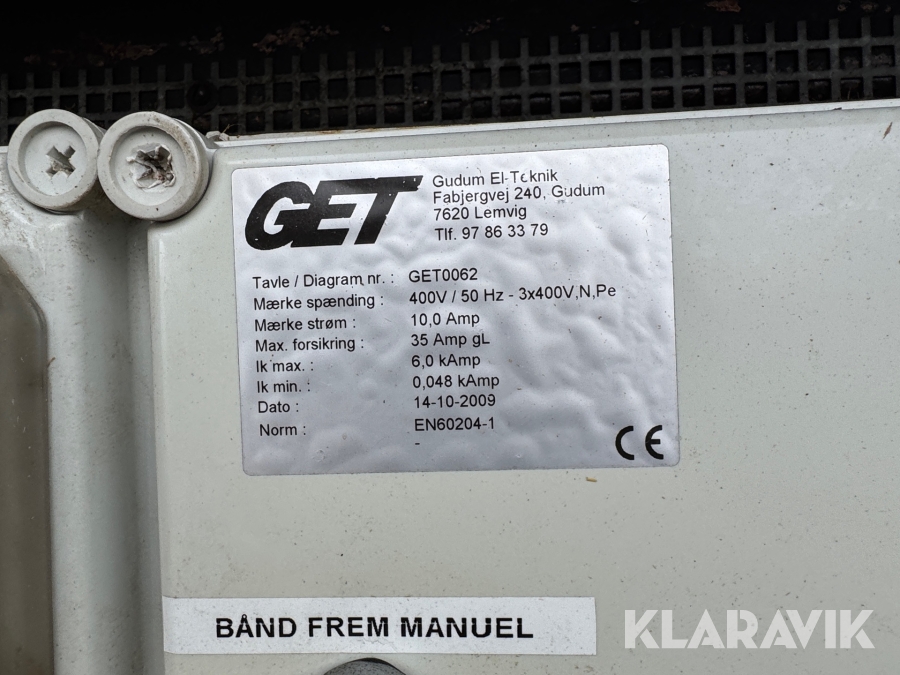 GET
Gudum El-Teknik
Fabjergvej 240, Gudum
7620 Lemvig
Tlf. 97 86 33 79
Tavle / Diagram nr. : GET0062
Mærke spænding : 400V / 50 Hz - 3x400V,N,Pe
Mærke strøm : 10,0 Amp
Max. forsikring : 35 Amp gL
Ik max. : 6,0 kAmp
Ik min. : 0,048 kAmp
Dato : 14-10-2009
Norm : EN60204-1
-
CE
BÅND FREM MANUEL
KLARAVIK